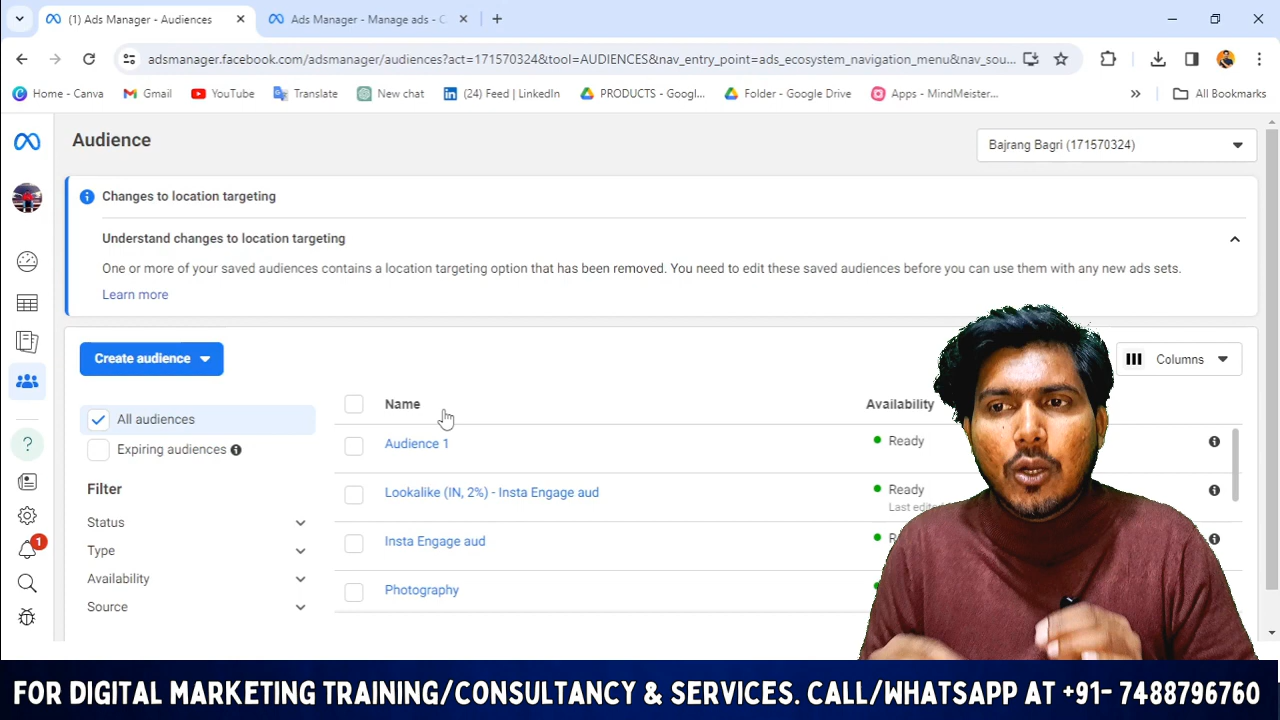 (1) Ads Manager - Audiences
Ads Manager - Manage ads - C
adsmanager.facebook.com/adsmanager/audiences?act=171570324&tool=AUDIENCES&nav_entry_point=ads_ecosystem_navigation_menu&nav_sou...
Home - Canva
Gmail
YouTube
Translate
New chat
(24) Feed | LinkedIn
PRODUCTS - Googl...
Folder - Google Drive
Apps - MindMeister...
All Bookmarks
Audience
Bajrang Bagri (171570324)
Changes to location targeting
Understand changes to location targeting
One or more of your saved audiences contains a location targeting option that has been removed. You need to edit these saved audiences before you can use them with any new ads sets.
Learn more
Create audience
Columns
All audiences
Expiring audiences
Filter
Status
Type
Availability
Source
Name
Availability
Audience 1
Ready
Lookalike (IN, 2%) - Insta Engage aud
Ready
Last edited
Insta Engage aud
Photography
1
FOR DIGITAL MARKETING TRAINING/CONSULTANCY & SERVICES. CALL/WHATSAPP AT +91- 7488796760